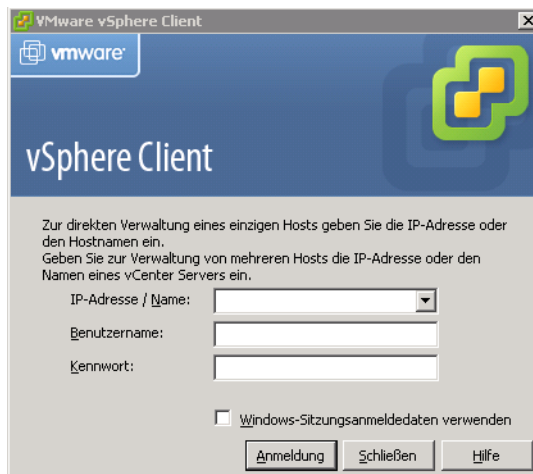 VMware vSphere Client
vmware
vSphere Client
Zur direkten Verwaltung eines einzigen Hosts geben Sie die IP-Adresse oder
den Hostnamen ein.
Geben Sie zur Verwaltung von mehreren Hosts die IP-Adresse oder den
Namen eines vCenter Servers ein.
IP-Adresse / Name:
Benutzername:
Kennwort:
Windows-Sitzungsanmeldedaten verwenden
Anmeldung Schließen Hilfe